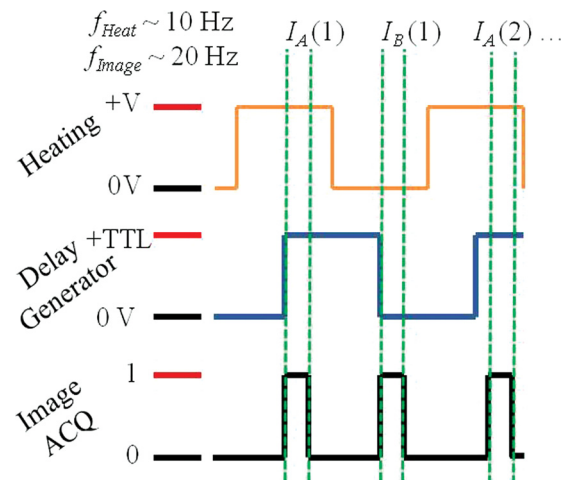 f_Heat ~ 10 Hz
f_Image ~ 20 Hz
I_A(1) I_B(1) I_A(2) ...
+V
Heating
0V
+TTL
Delay
Generator
0 V
1
Image
ACQ
0